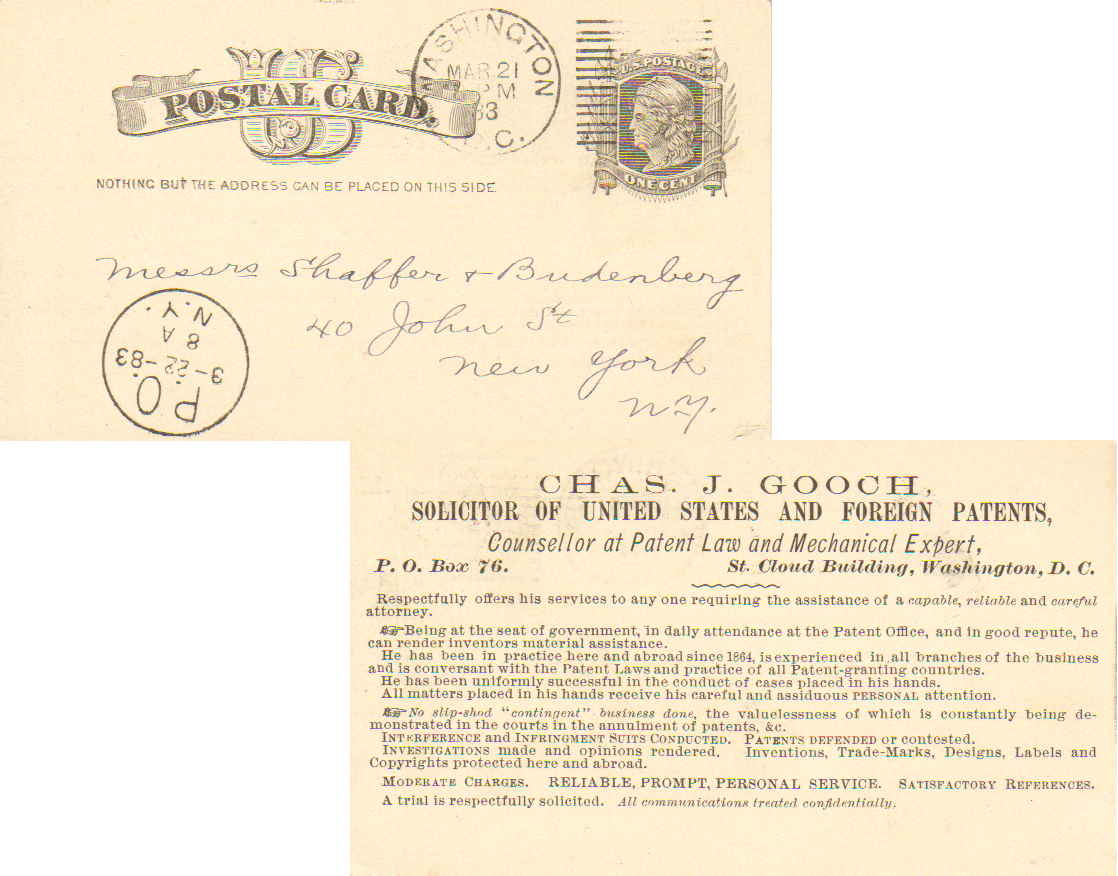 US
POSTAL CARD.
WASHINGTON
MAR 21
PM
83
D.C.
U.S. POSTAGE
ONE CENT
NOTHING BUT THE ADDRESS CAN BE PLACED ON THIS SIDE.
Messrs Shaffer + Budenberg
40 John St
New York
N.Y.
P.O.
3-22-83
8 A
N.Y.
CHAS. J. GOOCH,
SOLICITOR OF UNITED STATES AND FOREIGN PATENTS,
Counsellor at Patent Law and Mechanical Expert,
P. O. Box 76. St. Cloud Building, Washington, D. C.
Respectfully offers his services to any one requiring the assistance of a capable, reliable and careful
attorney.
☞Being at the seat of government, in daily attendance at the Patent Office, and in good repute, he
can render inventors material assistance.
He has been in practice here and abroad since 1864, is experienced in all branches of the business
and is conversant with the Patent Laws and practice of all Patent-granting countries.
He has been uniformly successful in the conduct of cases placed in his hands.
All matters placed in his hands receive his careful and assiduous PERSONAL attention.
☞No slip-shod "contingent" business done, the valuelessness of which is constantly being de-
monstrated in the courts in the annulment of patents, &c.
INTERFERENCE and INFRINGMENT SUITS CONDUCTED. PATENTS DEFENDED or contested.
INVESTIGATIONS made and opinions rendered. Inventions, Trade-Marks, Designs, Labels and
Copyrights protected here and abroad.
MODERATE CHARGES. RELIABLE, PROMPT, PERSONAL SERVICE. SATISFACTORY REFERENCES.
A trial is respectfully solicited. All communications treated confidentially.